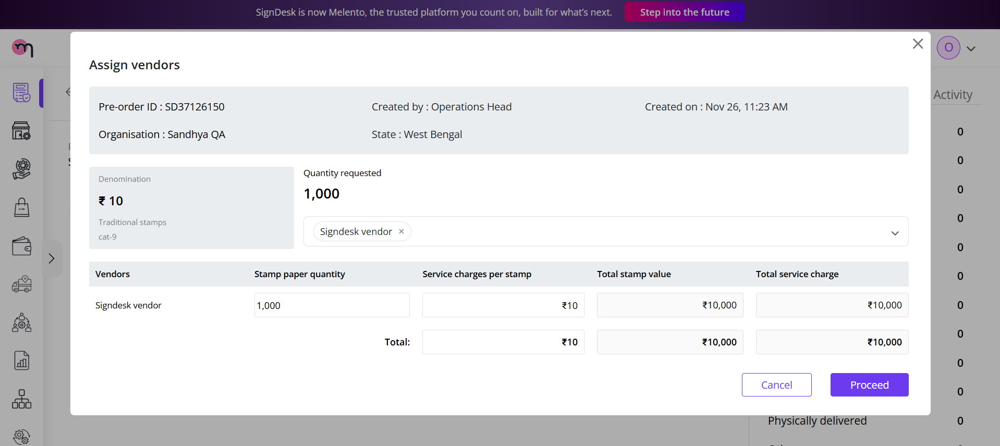 SignDesk is now Melento, the trusted platform you count on, built for what's next. Step into the future
O
Activity
Assign vendors
Pre-order ID : SD37126150 Created by : Operations Head Created on : Nov 26, 11:23 AM
Organisation : Sandhya QA State : West Bengal
Denomination
₹ 10
Traditional stamps
cat-9
Quantity requested
1,000
Signdesk vendor ×
Vendors Stamp paper quantity Service charges per stamp Total stamp value Total service charge
Signdesk vendor 1,000 ₹10 ₹10,000 ₹10,000
Total: ₹10 ₹10,000 ₹10,000
Cancel Proceed
0
0
0
0
0
0
0
0
0
0
Physically delivered 0